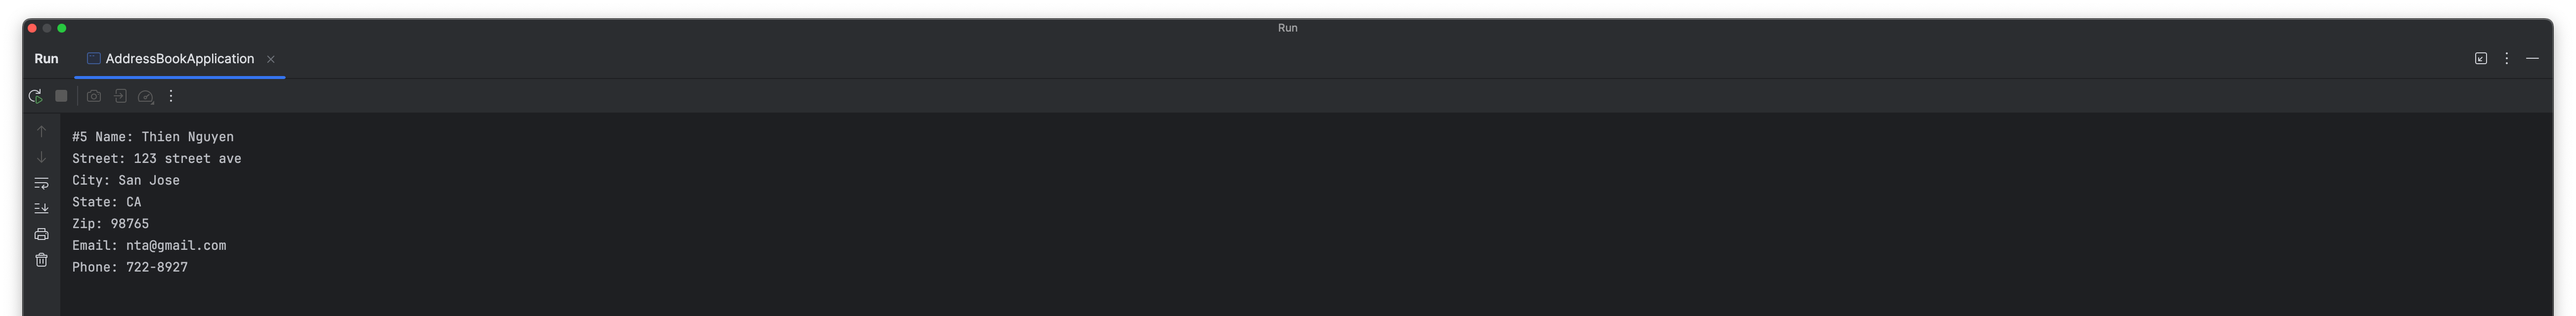 Run
Run AddressBookApplication
#5 Name: Thien Nguyen
Street: 123 street ave
City: San Jose
State: CA
Zip: 98765
Email: nta@gmail.com
Phone: 722-8927